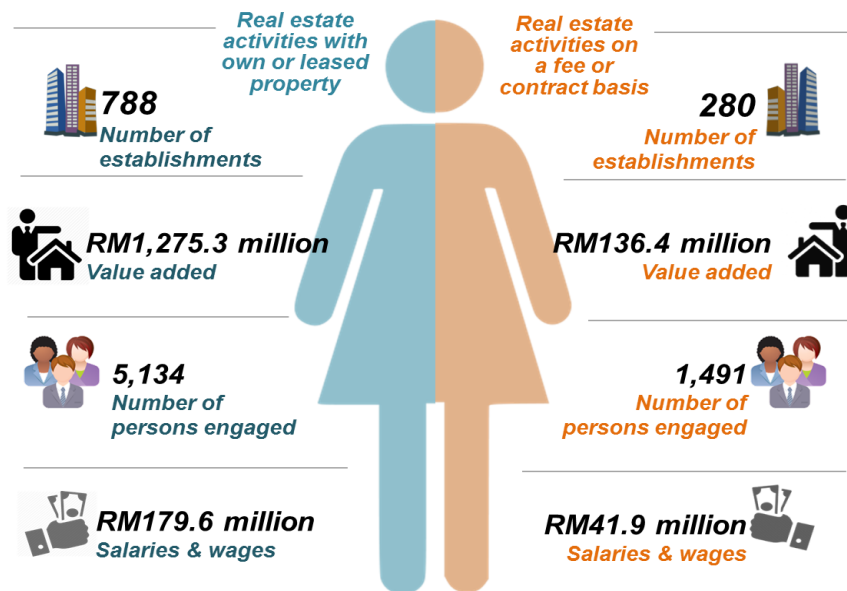 Real estate
activities with
own or leased
property
788
Number of
establishments
RM1,275.3 million
Value added
5,134
Number of
persons engaged
RM179.6 million
Salaries & wages
Real estate
activities on
a fee or
contract basis
280
Number of
establishments
RM136.4 million
Value added
1,491
Number of
persons engaged
RM41.9 million
Salaries & wages